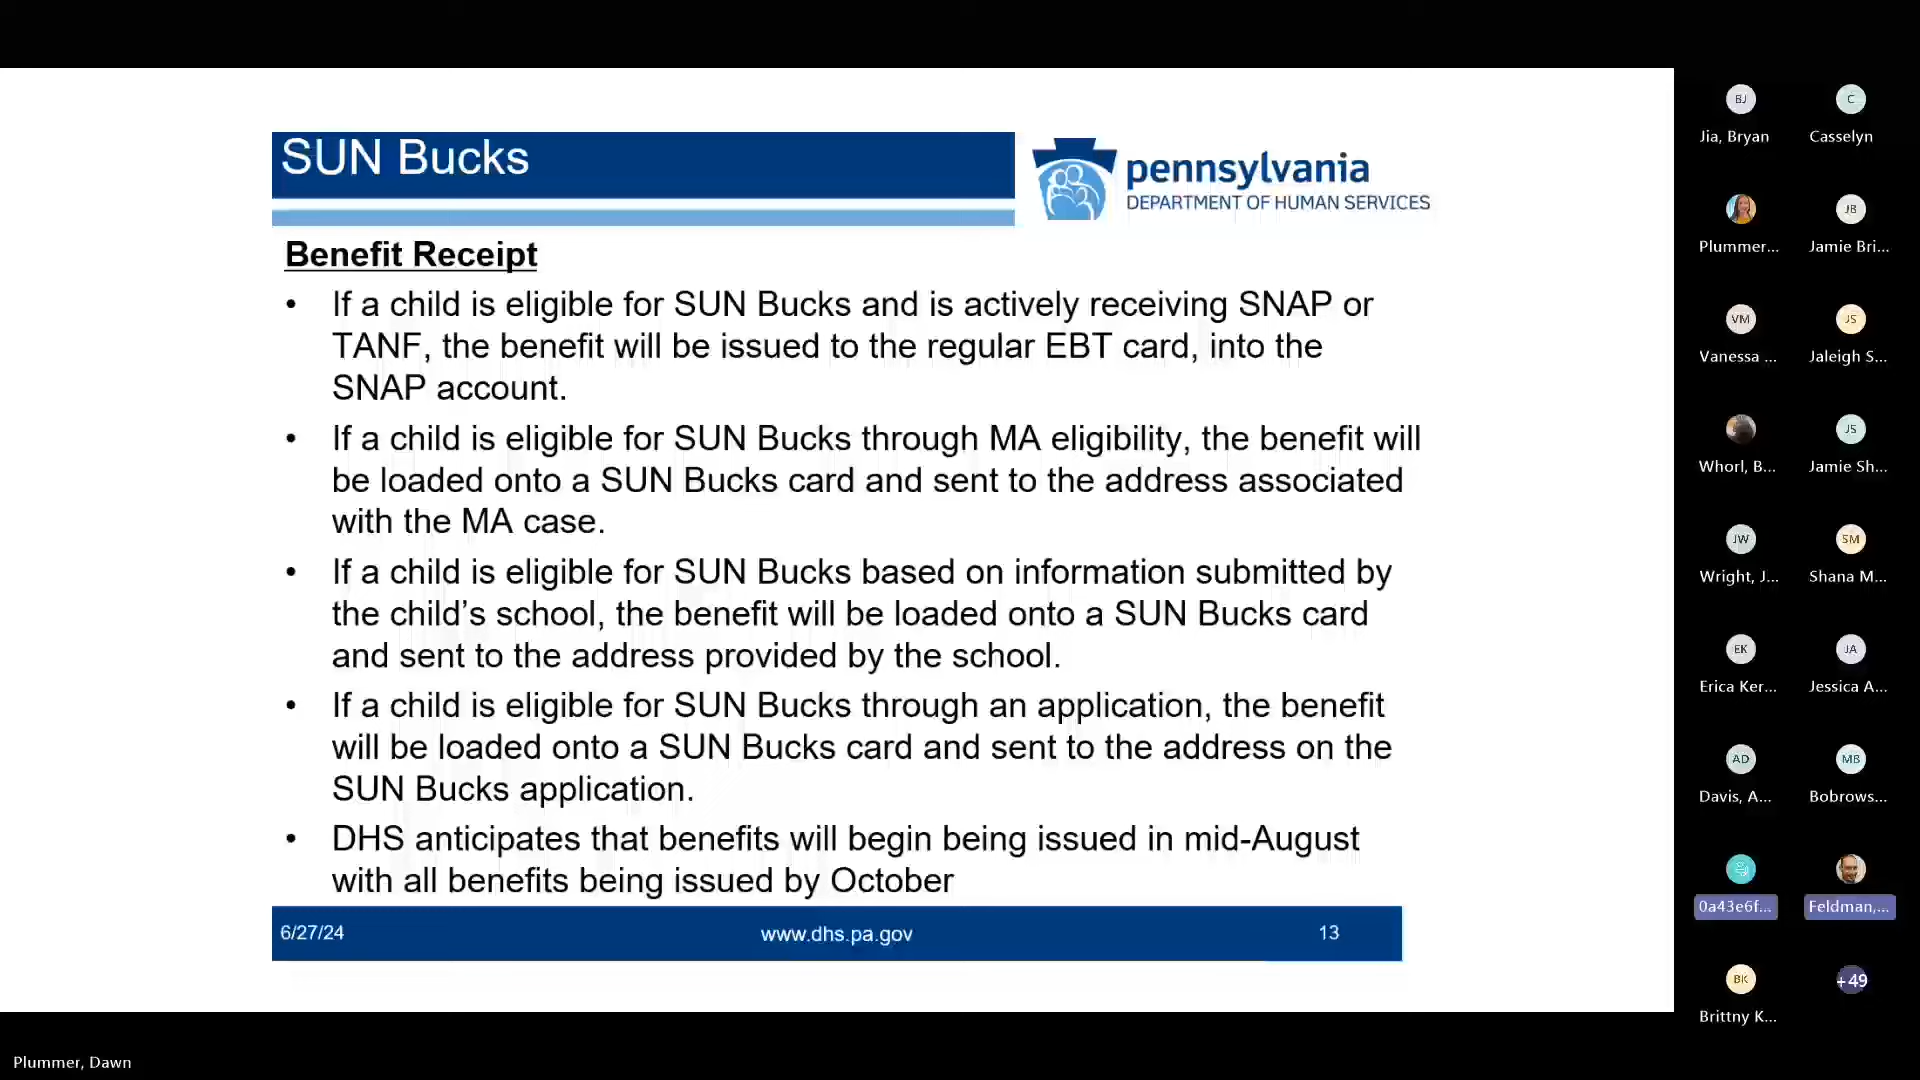 SUN Bucks
pennsylvania
DEPARTMENT OF HUMAN SERVICES
Benefit Receipt
• If a child is eligible for SUN Bucks and is actively receiving SNAP or
TANF, the benefit will be issued to the regular EBT card, into the
SNAP account.
• If a child is eligible for SUN Bucks through MA eligibility, the benefit will
be loaded onto a SUN Bucks card and sent to the address associated
with the MA case.
• If a child is eligible for SUN Bucks based on information submitted by
the child’s school, the benefit will be loaded onto a SUN Bucks card
and sent to the address provided by the school.
• If a child is eligible for SUN Bucks through an application, the benefit
will be loaded onto a SUN Bucks card and sent to the address on the
SUN Bucks application.
• DHS anticipates that benefits will begin being issued in mid-August
with all benefits being issued by October
6/27/24 www.dhs.pa.gov 13
BJ C
Jia, Bryan Casselyn
JB
Plummer... Jamie Bri...
VM JS
Vanessa ... Jaleigh S...
JS
Whorl, B... Jamie Sh...
JW SM
Wright, J... Shana M...
EK JA
Erica Ker... Jessica A...
AD MB
Davis, A... Bobrows...
0a43e6f... Feldman,...
BK +49
Brittny K...
Plummer, Dawn